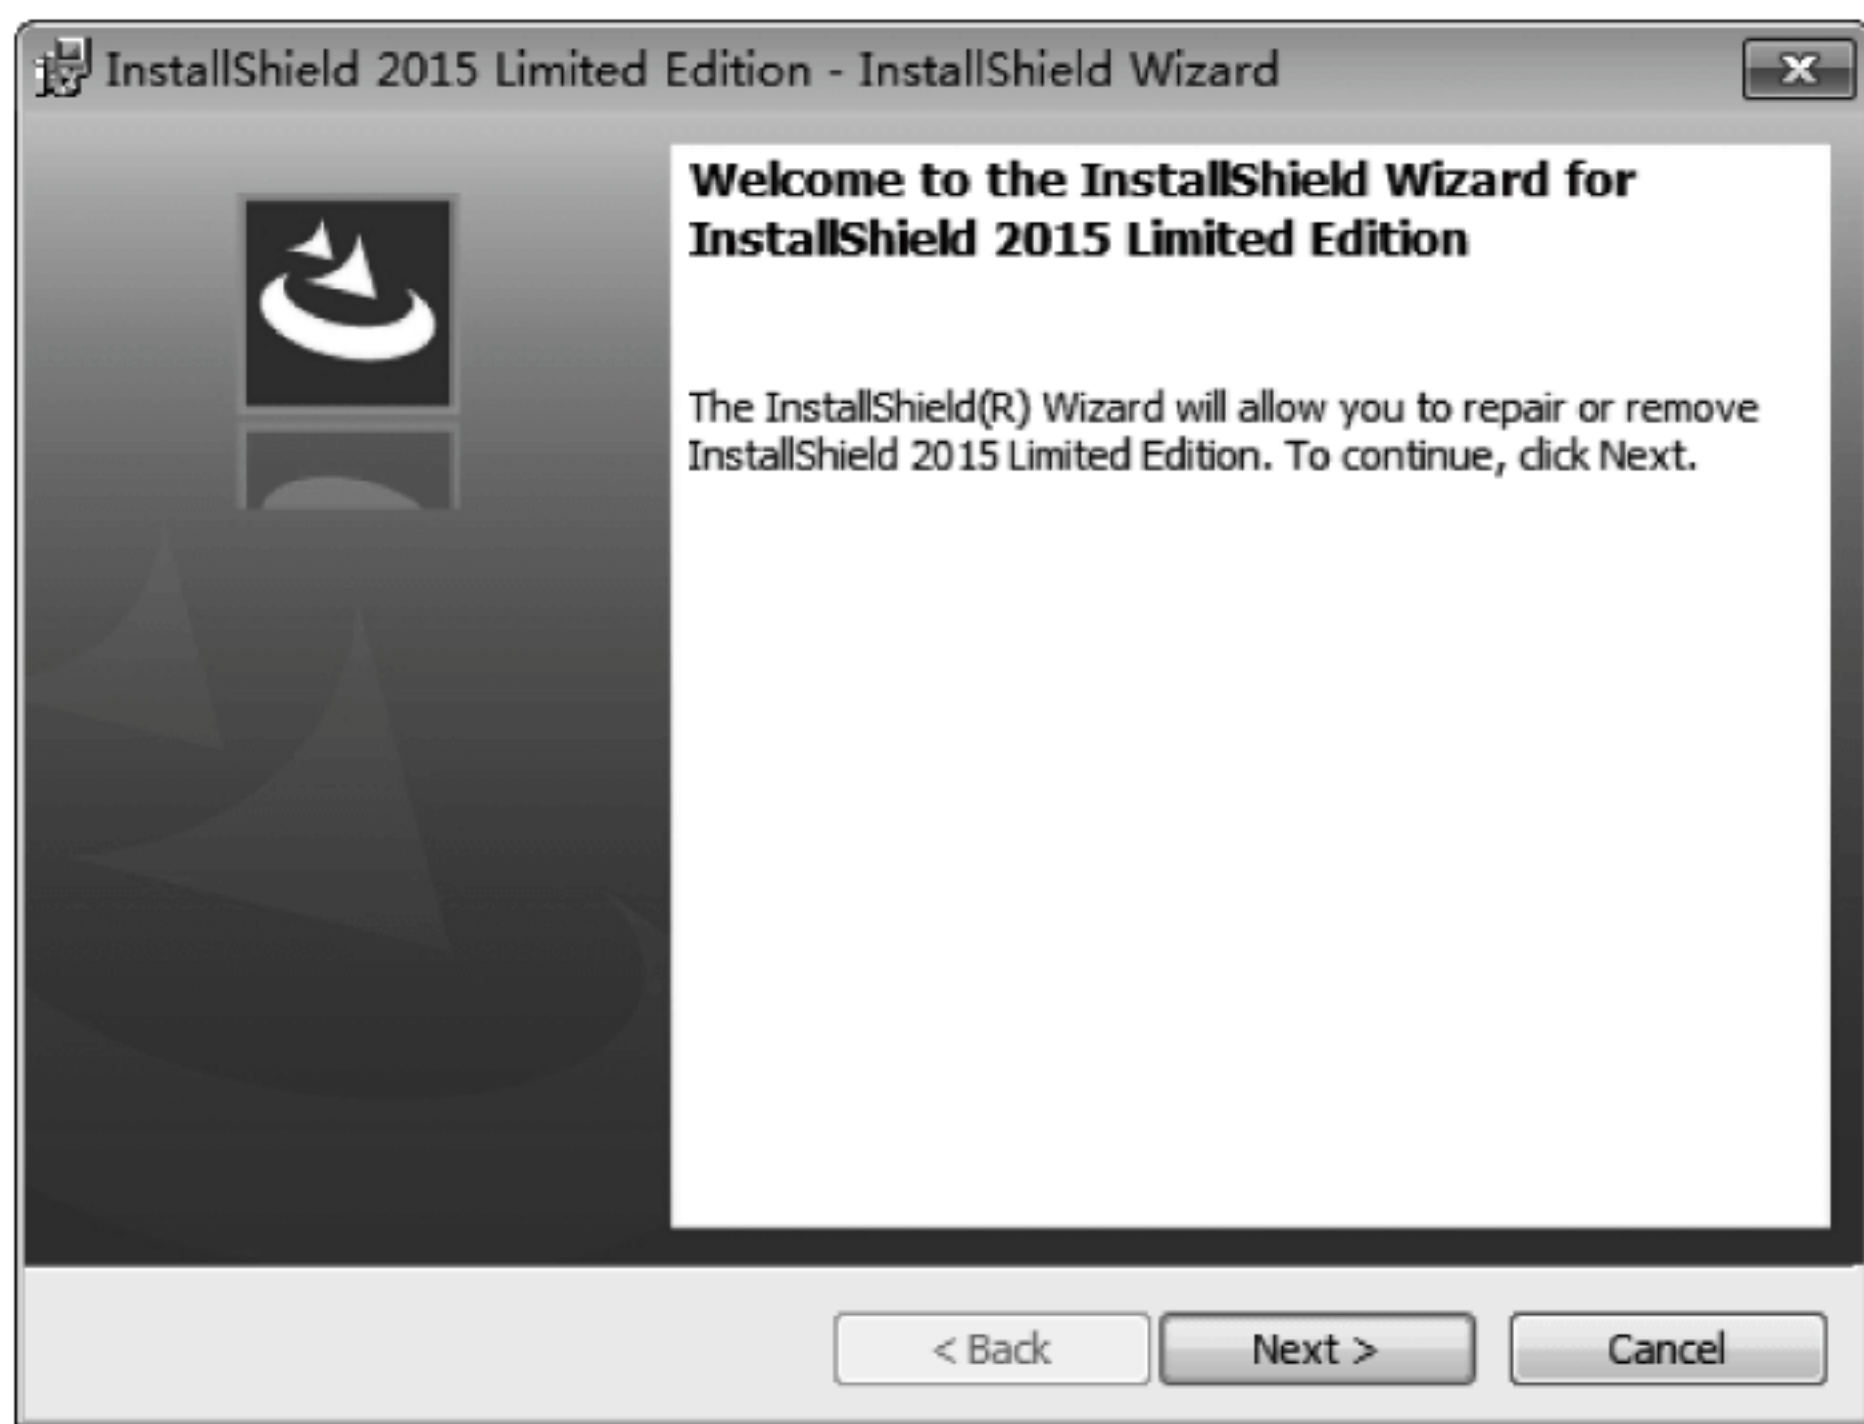 InstallShield 2015 Limited Edition - InstallShield Wizard
Welcome to the InstallShield Wizard for
InstallShield 2015 Limited Edition
The InstallShield(R) Wizard will allow you to repair or remove
InstallShield 2015 Limited Edition. To continue, click Next.
< Back
Next >
Cancel